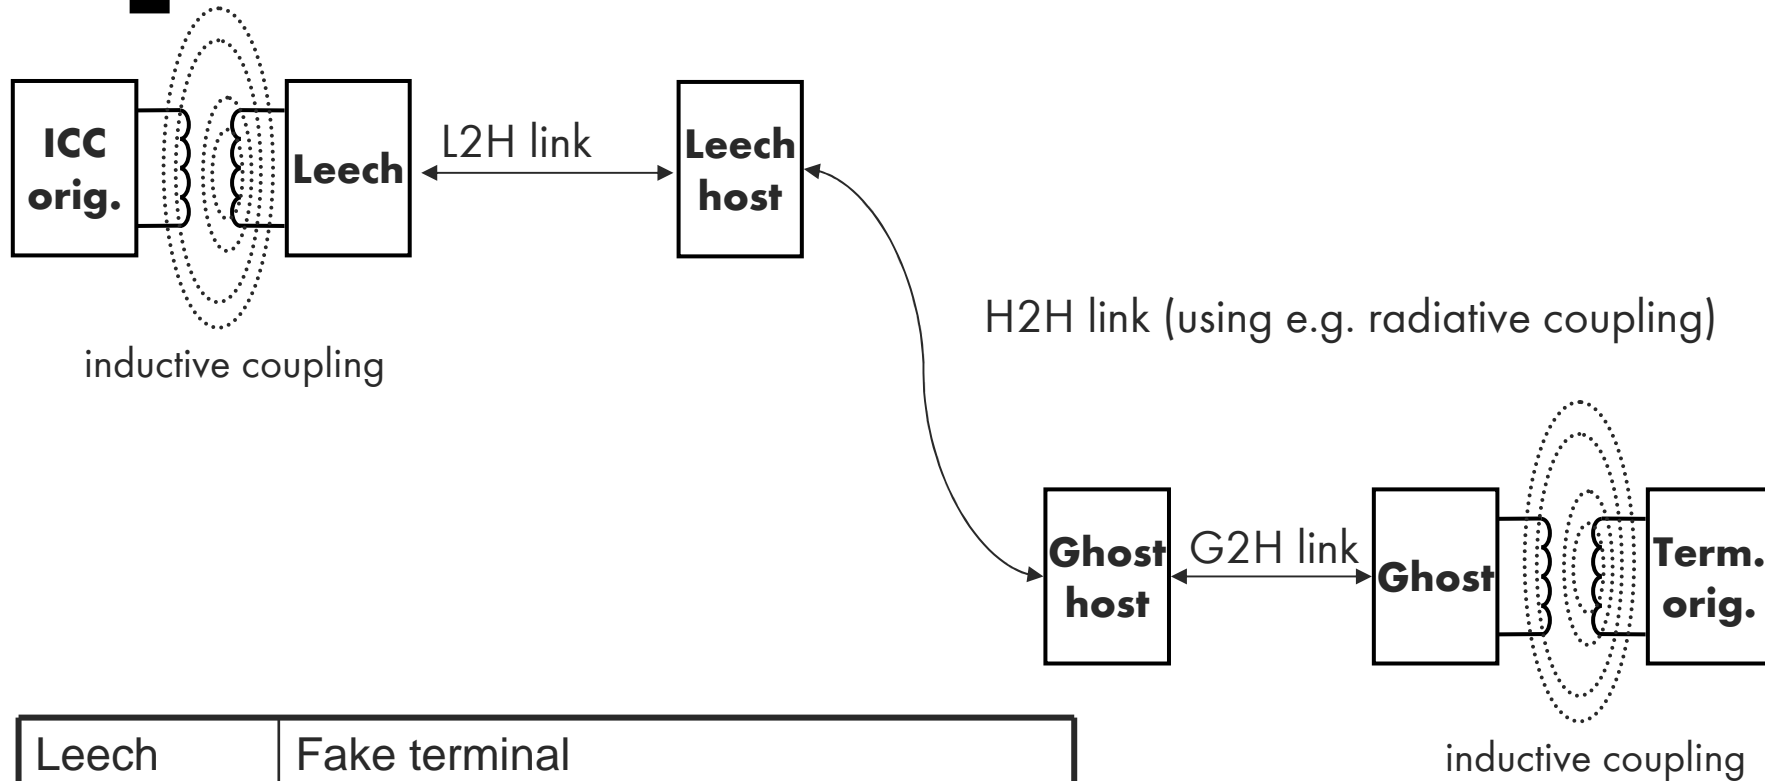 ICC
orig.
Leech
L2H link
Leech
host
inductive coupling
H2H link (using e.g. radiative coupling)
Ghost
host
G2H link
Ghost
Term.
orig.
inductive coupling
Leech Fake terminal